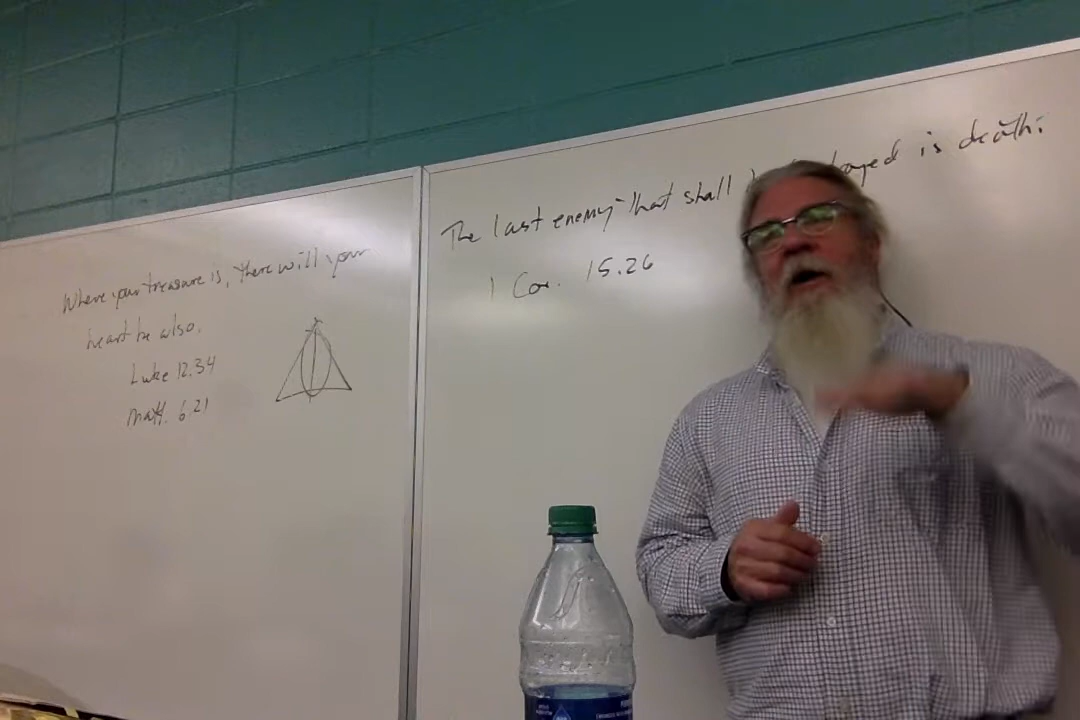 Where your treasure is, there will your
heart be also.
Luke 12.34
Matt. 6.21
The last enemy that shall is death.
1 Cor. 15.26